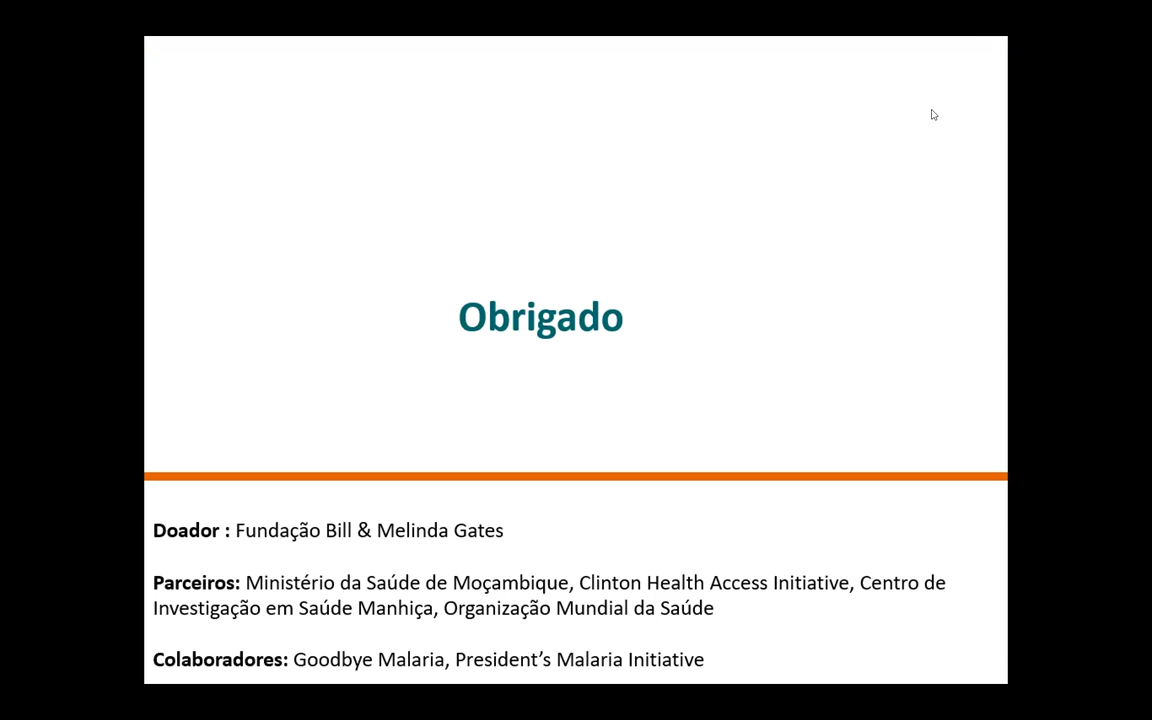 Obrigado
Doador : Fundação Bill & Melinda Gates
Parceiros: Ministério da Saúde de Moçambique, Clinton Health Access Initiative, Centro de
Investigação em Saúde Manhiça, Organização Mundial da Saúde
Colaboradores: Goodbye Malaria, President’s Malaria Initiative